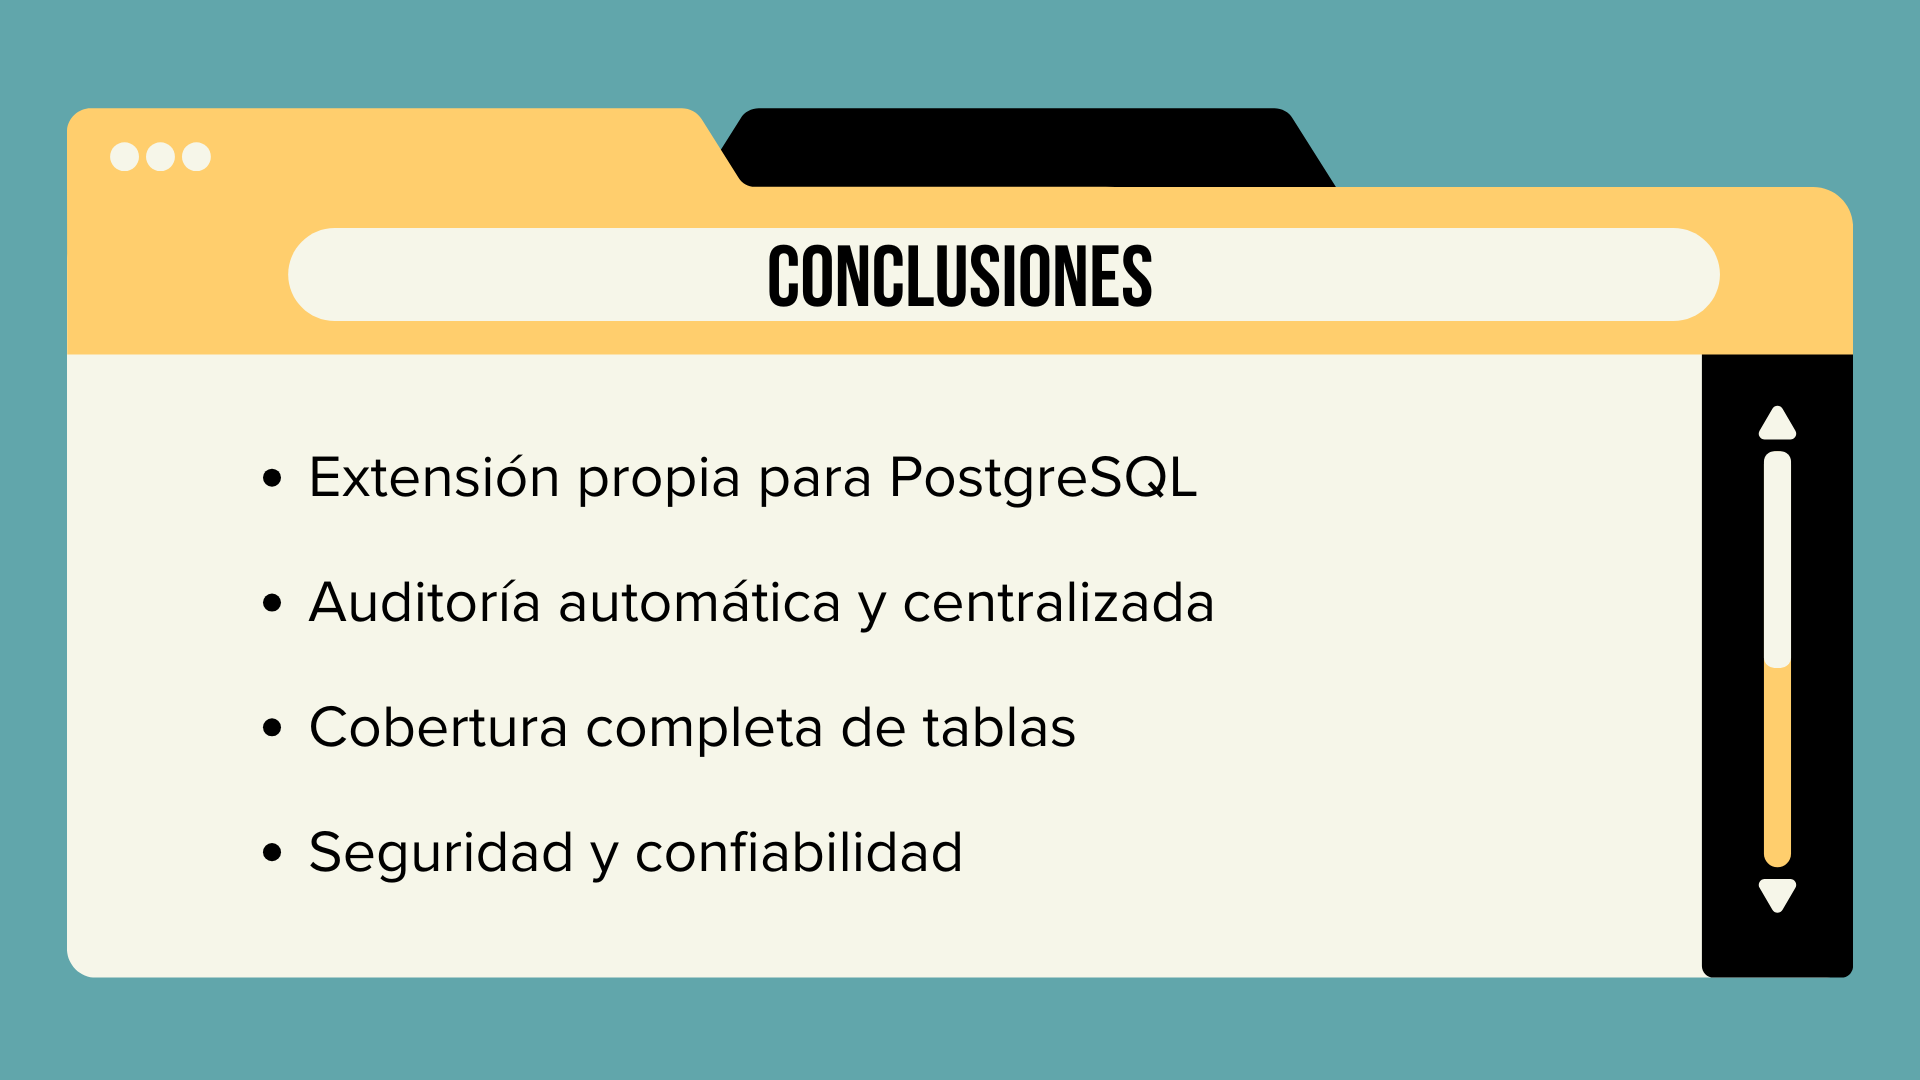 CONCLUSIONES
• Extensión propia para PostgreSQL
• Auditoría automática y centralizada
• Cobertura completa de tablas
• Seguridad y confiabilidad